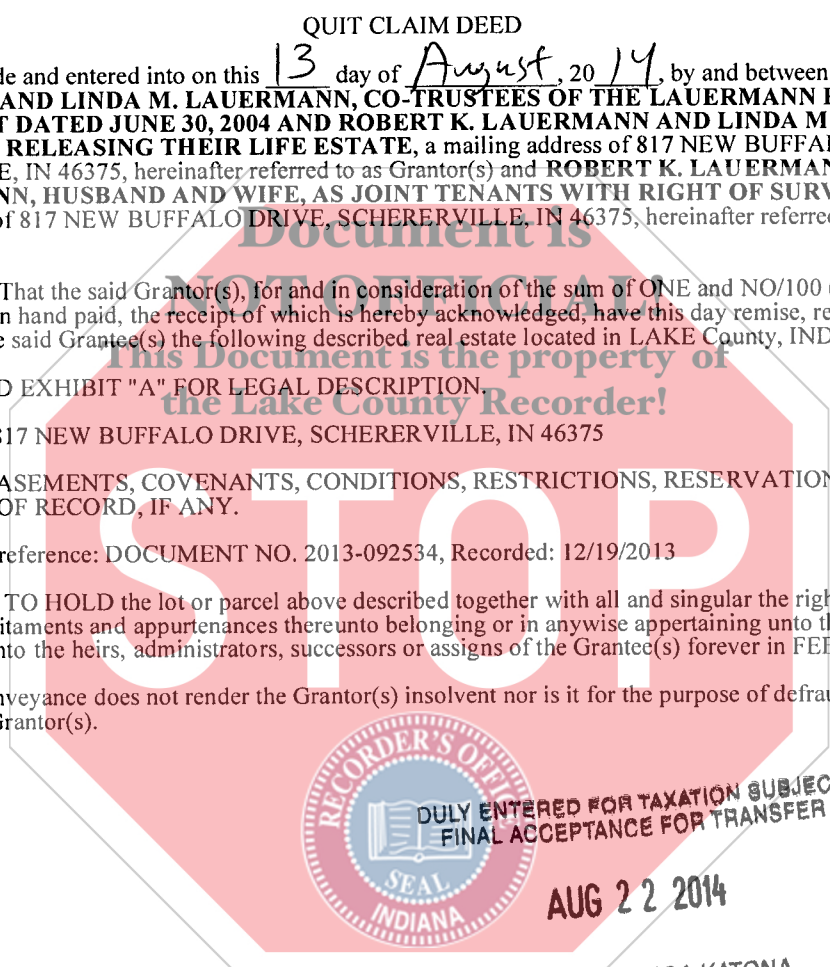 QUIT CLAIM DEED
de and entered into on this 13 day of August, 20 14, by and between
AND LINDA M. LAUERMANN, CO-TRUSTEES OF THE LAUERMANN
T DATED JUNE 30, 2004 AND ROBERT K. LAUERMANN AND LINDA M
RELEASING THEIR LIFE ESTATE, a mailing address of 817 NEW BUFFAL
E, IN 46375, hereinafter referred to as Grantor(s) and ROBERT K. LAUERMAN
NN, HUSBAND AND WIFE, AS JOINT TENANTS WITH RIGHT OF SURV
of 817 NEW BUFFALO DRIVE, SCHERERVILLE, IN 46375, hereinafter referred
Document is
NOT OFFICIAL!
That the said Grantor(s), for and in consideration of the sum of ONE and NO/100
n hand paid, the receipt of which is hereby acknowledged, have this day remise, re
e said Grantee(s) the following described real estate located in LAKE County, IND
This Document is the property of
the Lake County Recorder!
D EXHIBIT "A" FOR LEGAL DESCRIPTION.
817 NEW BUFFALO DRIVE, SCHERERVILLE, IN 46375
ASEMENTS, COVENANTS, CONDITIONS, RESTRICTIONS, RESERVATION
OF RECORD, IF ANY.
STOP
reference: DOCUMENT NO. 2013-092534, Recorded: 12/19/2013
TO HOLD the lot or parcel above described together with all and singular the righ
itaments and appurtenances thereunto belonging or in anywise appertaining unto th
nto the heirs, administrators, successors or assigns of the Grantee(s) forever in FEE
nveyance does not render the Grantor(s) insolvent nor is it for the purpose of defrau
Grantor(s).
RECORDER'S OFFICE
SEAL
INDIANA
DULY ENTERED FOR TAXATION SUBJEC
FINAL ACCEPTANCE FOR TRANSFER
AUG 22 2014
KATONA